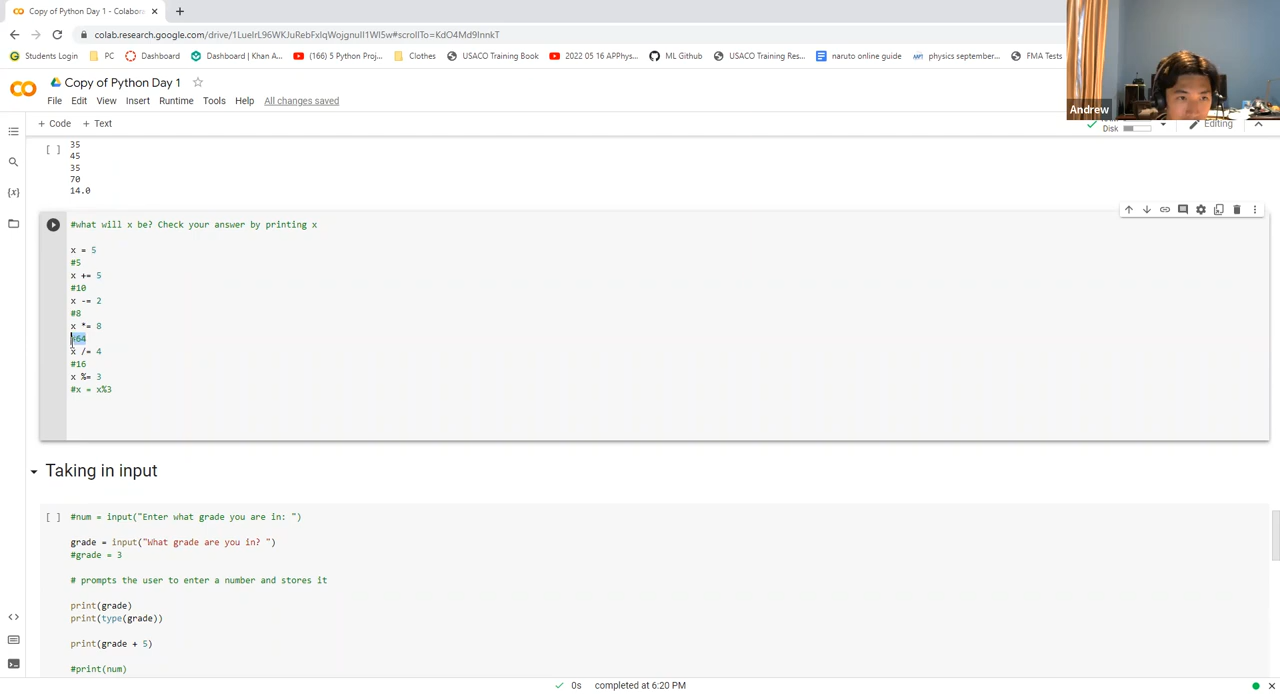 Copy of Python Day 1 - Colabora
colab.research.google.com/drive/1LueIrL96WKJuRebFxIqWojgnuII1WI5w#scrollTo=KdO4Md9InnkT
Students Login PC Dashboard Dashboard | Khan A... (166) 5 Python Proj... Clothes USACO Training Book 2022 05 16 APPhys... ML Github USACO Training Res... naruto online guide physics september... FMA Tests
Copy of Python Day 1
File Edit View Insert Runtime Tools Help All changes saved
Andrew
+ Code + Text
Disk
Editing
35
[ ]
45
35
70
14.0
#what will x be? Check your answer by printing x
x = 5
#5
x += 5
#10
x -= 2
#8
x *= 8
#64
x /= 4
#16
x %= 3
#x = x%3
Taking in input
[ ] #num = input("Enter what grade you are in: ")
grade = input("What grade are you in? ")
#grade = 3
# prompts the user to enter a number and stores it
print(grade)
print(type(grade))
print(grade + 5)
#print(num)
0s completed at 6:20 PM